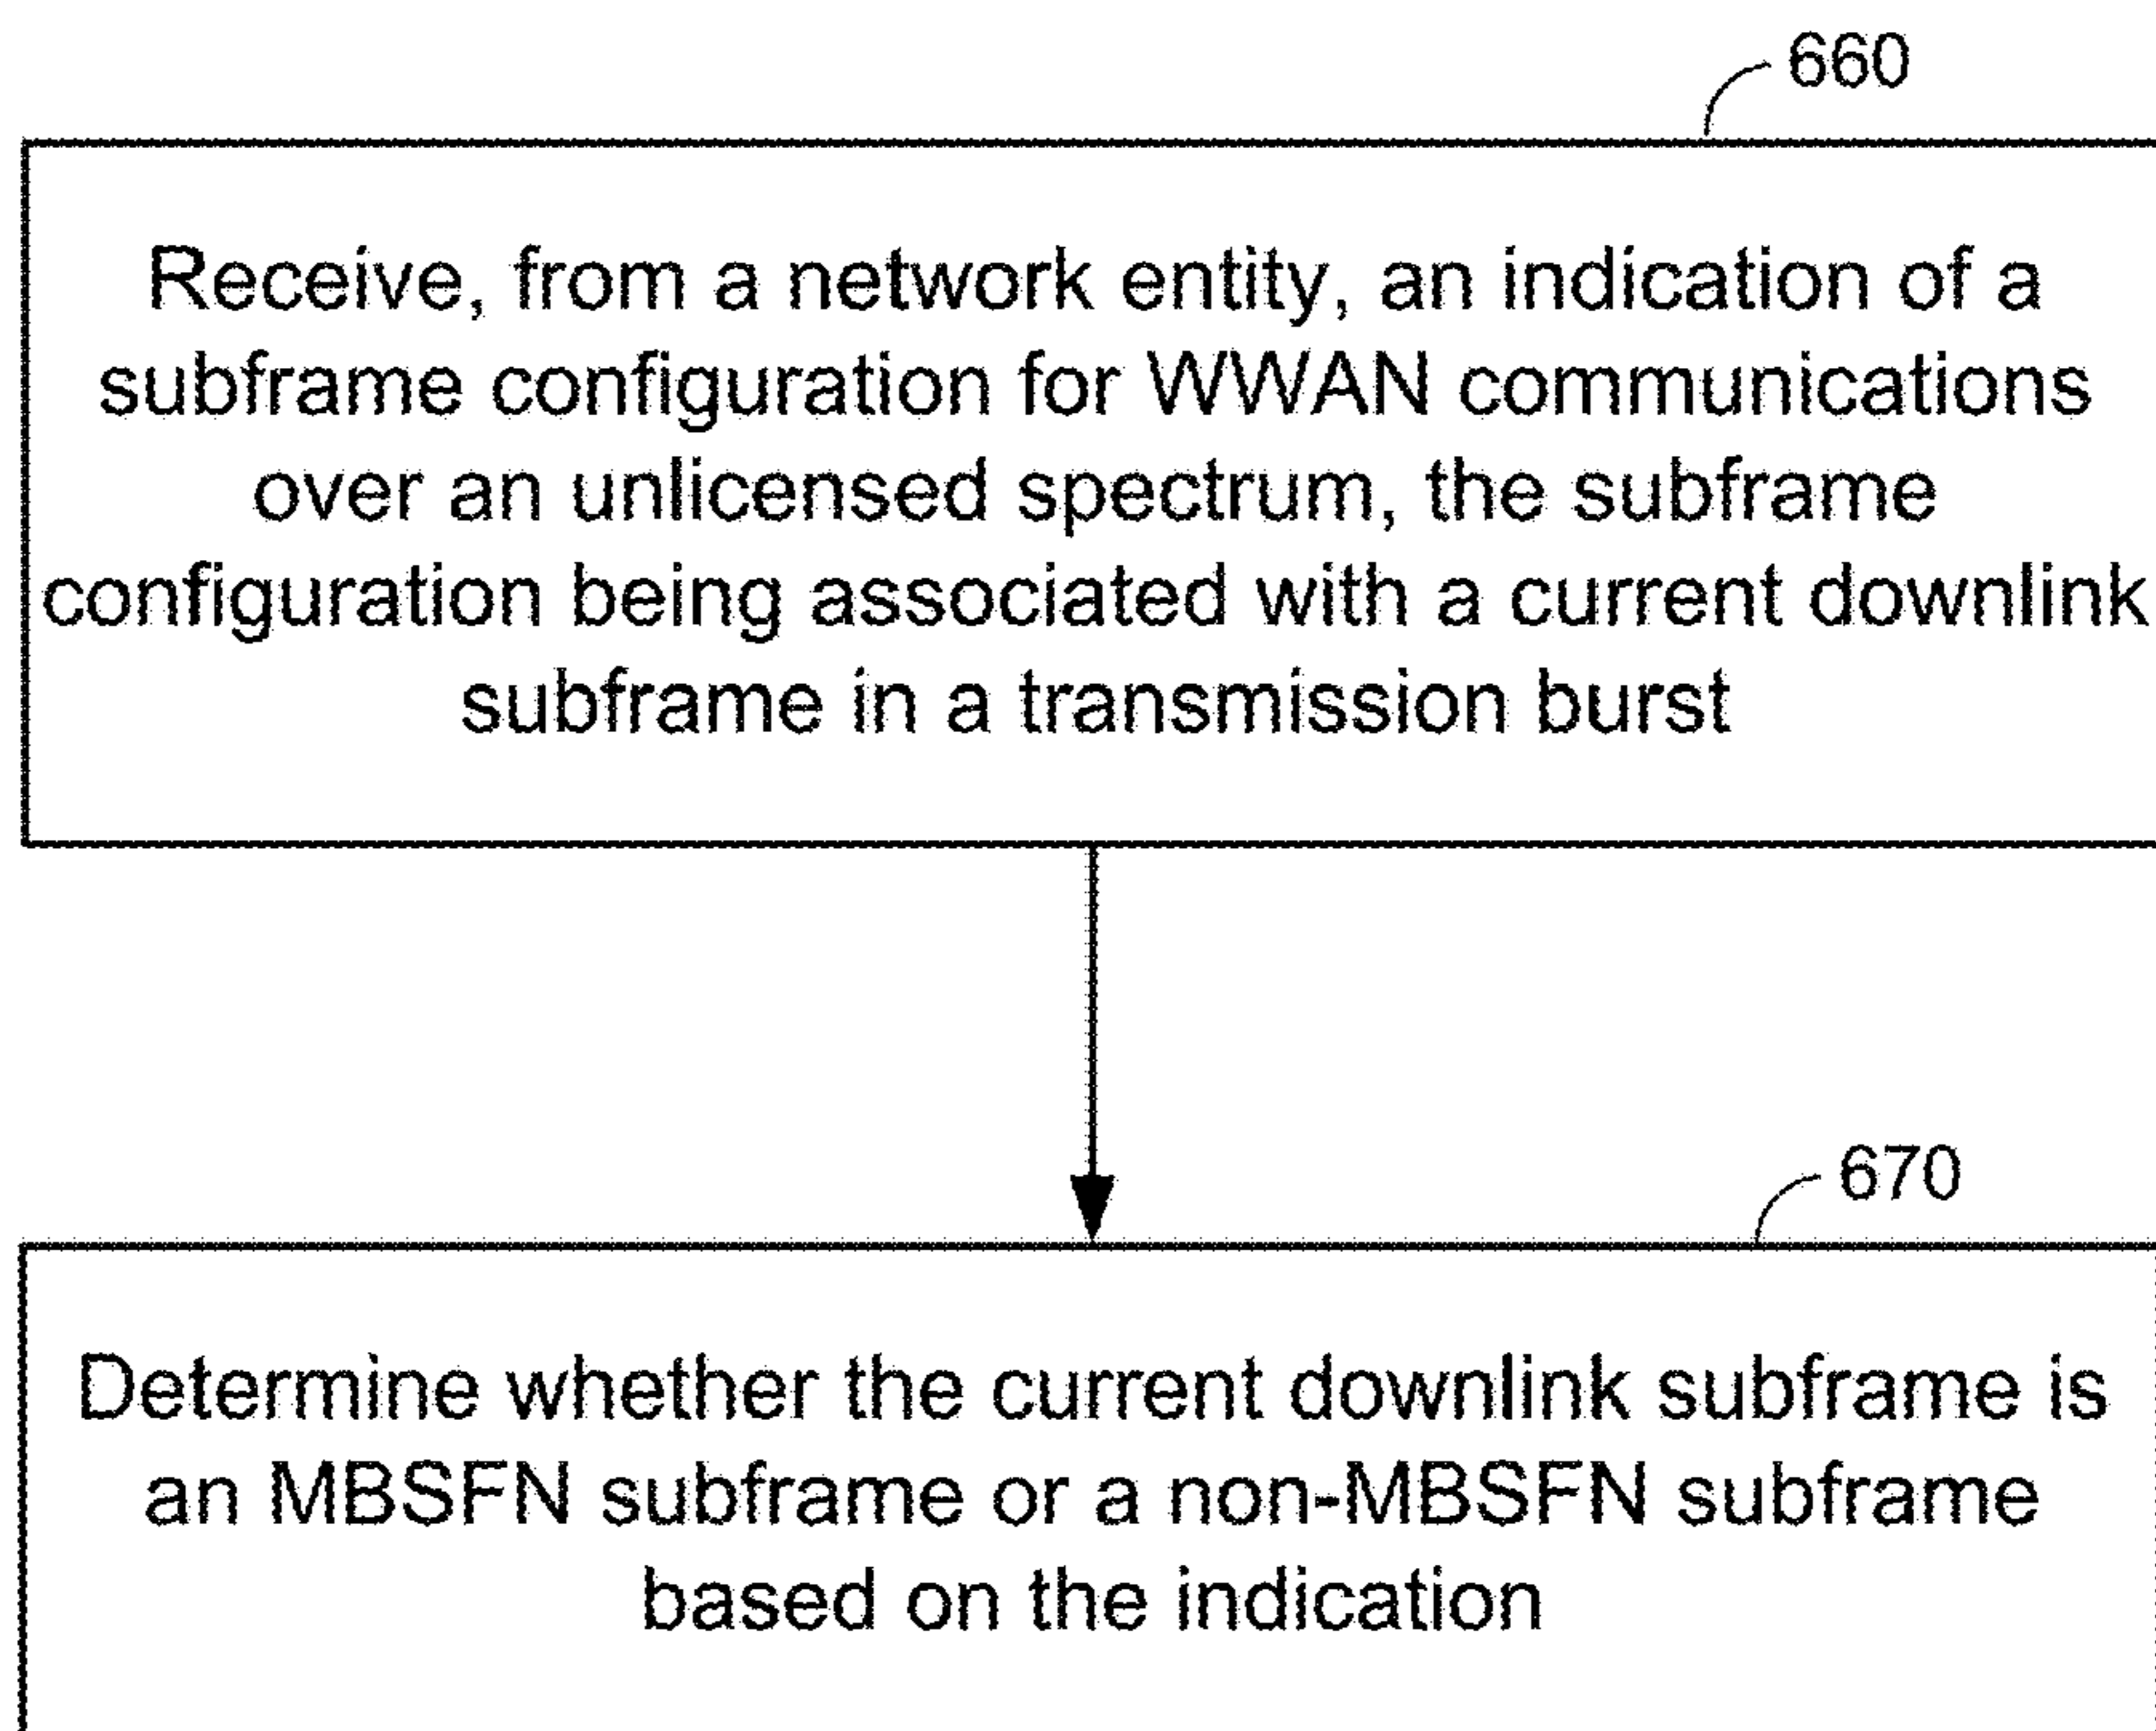 660
Receive, from a network entity, an indication of a
subframe configuration for WWAN communications
over an unlicensed spectrum, the subframe
configuration being associated with a current downlink
subframe in a transmission burst
670
Determine whether the current downlink subframe is
an MBSFN subframe or a non-MBSFN subframe
based on the indication